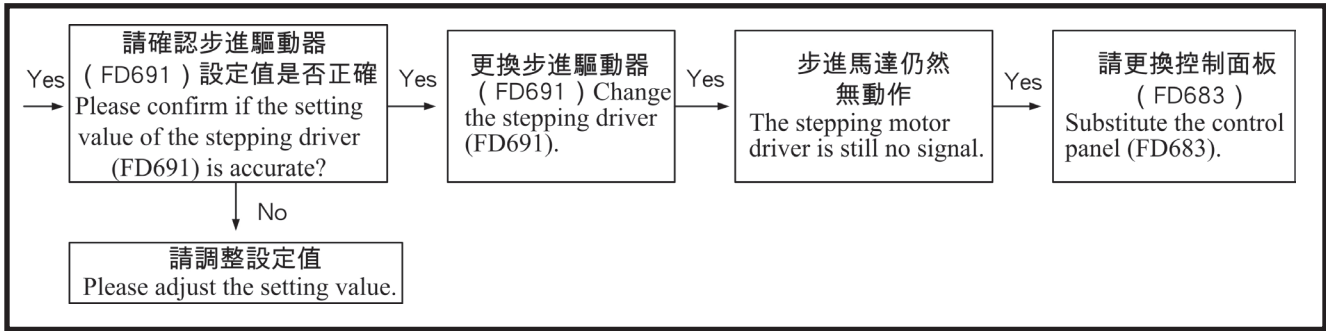 Yes
請確認步進驅動器
（FD691）設定值是否正確
Please confirm if the setting
value of the stepping driver
(FD691) is accurate?
Yes
更換步進驅動器
（FD691）Change
the stepping driver
(FD691).
Yes
步進馬達仍然
無動作
The stepping motor
driver is still no signal.
Yes
請更換控制面板
（FD683）
Substitute the control
panel (FD683).
No
請調整設定值
Please adjust the setting value.